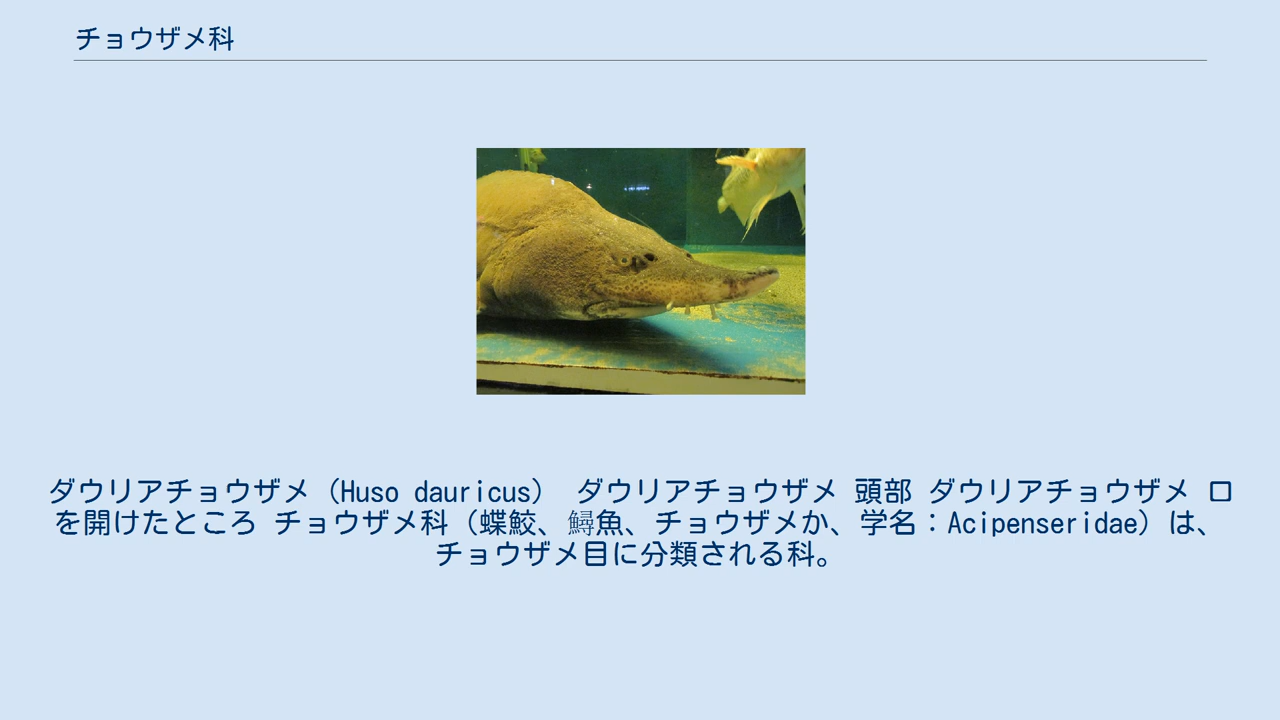 チョウザメ科
ダウリアチョウザメ（Huso dauricus） ダウリアチョウザメ 頭部 ダウリアチョウザメ 口
を開けたところ チョウザメ科（蝶鮫、鱘魚、チョウザメか、学名：Acipenseridae）は、
チョウザメ目に分類される科。